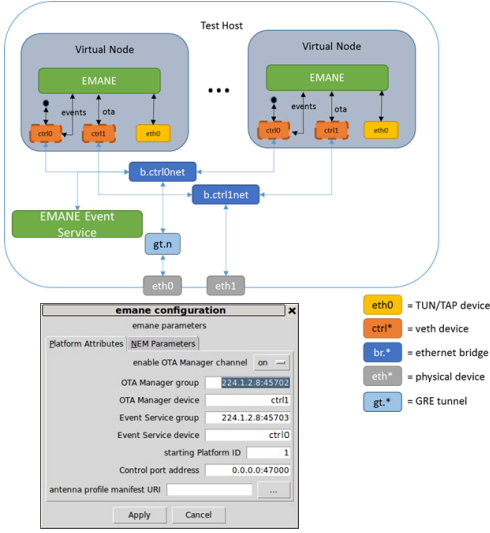 Test Host
Virtual Node
EMANE
events
ota
ctrl0
ctrl1
eth0
Virtual Node
EMANE
events
ota
ctrl0
ctrl1
eth0
b.ctrl0net
b.ctrl1net
EMANE Event
Service
gt.n
eth0
eth1
emane configuration
emane parameters
Platform Attributes
NEM Parameters
enable OTA Manager channel on
OTA Manager group 224.1.2.8:45702
OTA Manager device ctrl1
Event Service group 224.1.2.8:45703
Event Service device ctrl0
starting Platform ID 1
Control port address 0.0.0.0:47000
antenna profile manifest URI ...
Apply
Cancel
eth0 = TUN/TAP device
ctrl* = veth device
br.* = ethernet bridge
eth* = physical device
gt.* = GRE tunnel